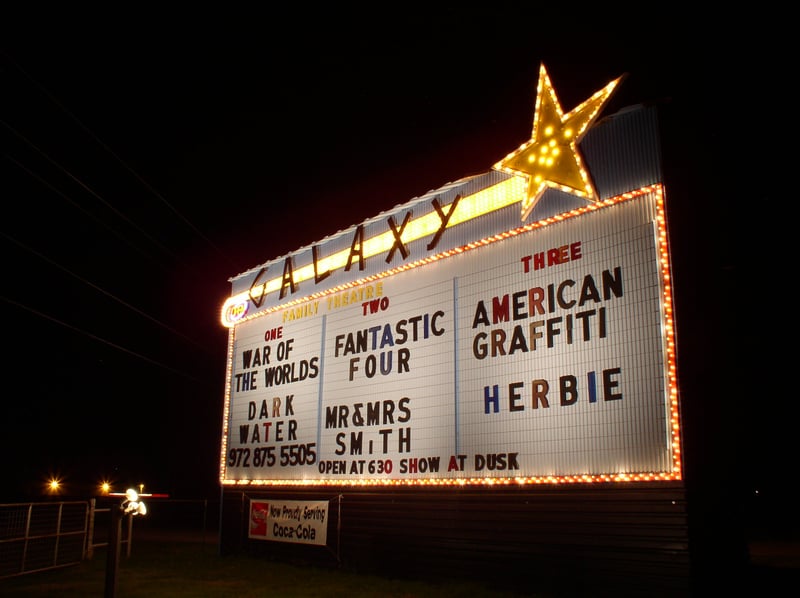 GALAXY
FAMILY THEATRE
ONE
WAR OF
THE WORLDS
DARK
WATER
972 875 5505
TWO
FANTASTIC
FOUR
MR&MRS
SMiTH
THREE
AMERICAN
GRAFFITI
HERBIE
OPEN AT 630 SHOW AT DUSK
Now Proudly Serving
Coca-Cola